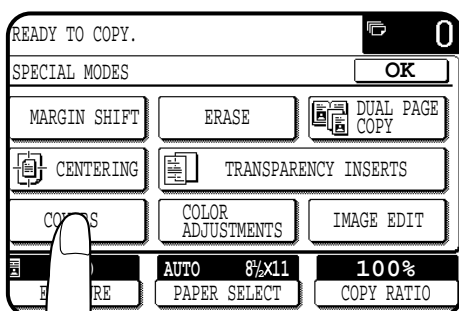 READY TO COPY.
0
SPECIAL MODES
OK
MARGIN SHIFT
ERASE
DUAL PAGE
COPY
CENTERING
TRANSPARENCY INSERTS
COLOR
ADJUSTMENTS
IMAGE EDIT
AUTO 8½X11
100%
PAPER SELECT
COPY RATIO